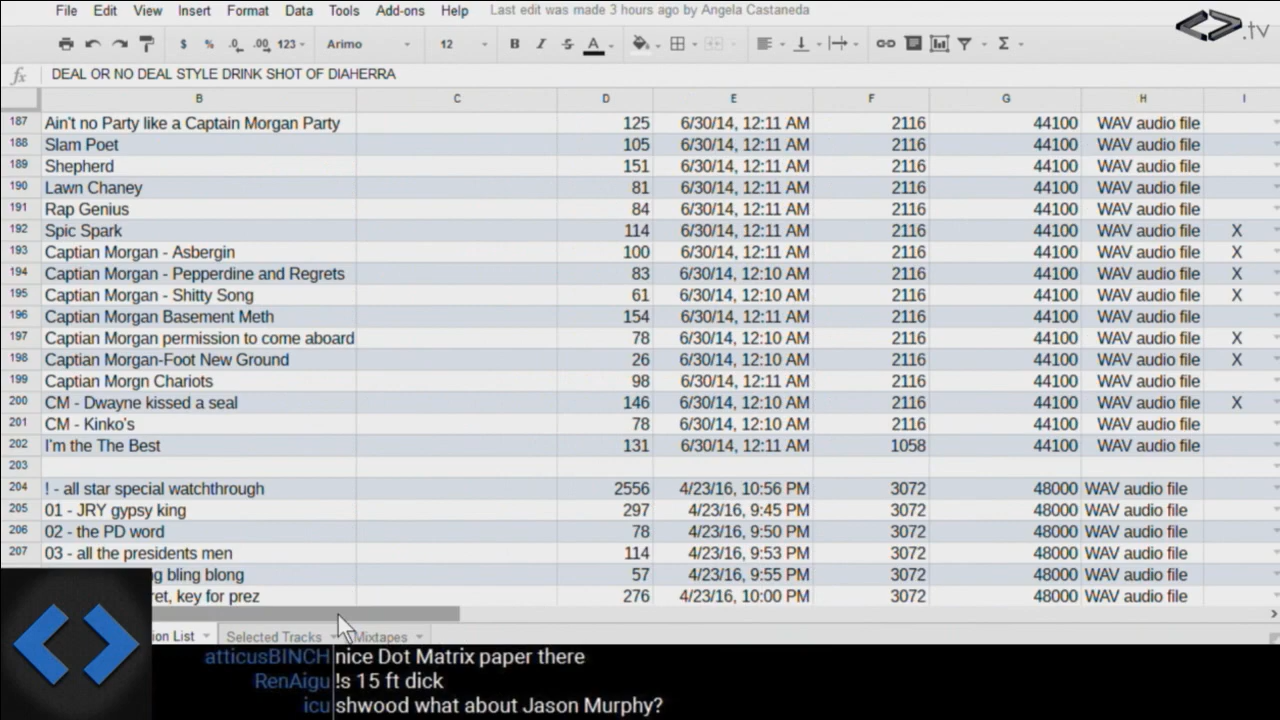 File Edit View Insert Format Data Tools Add-ons Help Last edit was made 3 hours ago by Angela Castaneda
.tv
$ % .0 .00 123 Arimo 12 B I S A Σ
fx DEAL OR NO DEAL STYLE DRINK SHOT OF DIAHERRA
B C D E F G H I
187 Ain't no Party like a Captain Morgan Party 125 6/30/14, 12:11 AM 2116 44100 WAV audio file
188 Slam Poet 105 6/30/14, 12:11 AM 2116 44100 WAV audio file
189 Shepherd 151 6/30/14, 12:11 AM 2116 44100 WAV audio file
190 Lawn Chaney 81 6/30/14, 12:11 AM 2116 44100 WAV audio file
191 Rap Genius 84 6/30/14, 12:11 AM 2116 44100 WAV audio file
192 Spic Spark 114 6/30/14, 12:11 AM 2116 44100 WAV audio file X
193 Captian Morgan - Asbergin 100 6/30/14, 12:11 AM 2116 44100 WAV audio file X
194 Captian Morgan - Pepperdine and Regrets 83 6/30/14, 12:10 AM 2116 44100 WAV audio file X
195 Captian Morgan - Shitty Song 61 6/30/14, 12:10 AM 2116 44100 WAV audio file X
196 Captian Morgan Basement Meth 154 6/30/14, 12:11 AM 2116 44100 WAV audio file
197 Captian Morgan permission to come aboard 78 6/30/14, 12:10 AM 2116 44100 WAV audio file X
198 Captian Morgan-Foot New Ground 26 6/30/14, 12:10 AM 2116 44100 WAV audio file X
199 Captian Morgn Chariots 98 6/30/14, 12:11 AM 2116 44100 WAV audio file
200 CM - Dwayne kissed a seal 146 6/30/14, 12:10 AM 2116 44100 WAV audio file X
201 CM - Kinko's 78 6/30/14, 12:10 AM 2116 44100 WAV audio file
202 I'm the The Best 131 6/30/14, 12:11 AM 1058 44100 WAV audio file
203
204 ! - all star special watchthrough 2556 4/23/16, 10:56 PM 3072 48000 WAV audio file
205 01 - JRY gypsy king 297 4/23/16, 9:45 PM 3072 48000 WAV audio file
206 02 - the PD word 78 4/23/16, 9:50 PM 3072 48000 WAV audio file
207 03 - all the presidents men 114 4/23/16, 9:53 PM 3072 48000 WAV audio file
g bling blong 57 4/23/16, 9:55 PM 3072 48000 WAV audio file
ret, key for prez 276 4/23/16, 10:00 PM 3072 48000 WAV audio file
ion List Selected Tracks Mixtapes
atticusBINCH nice Dot Matrix paper there
RenAigu !s 15 ft dick
icu shwood what about Jason Murphy?